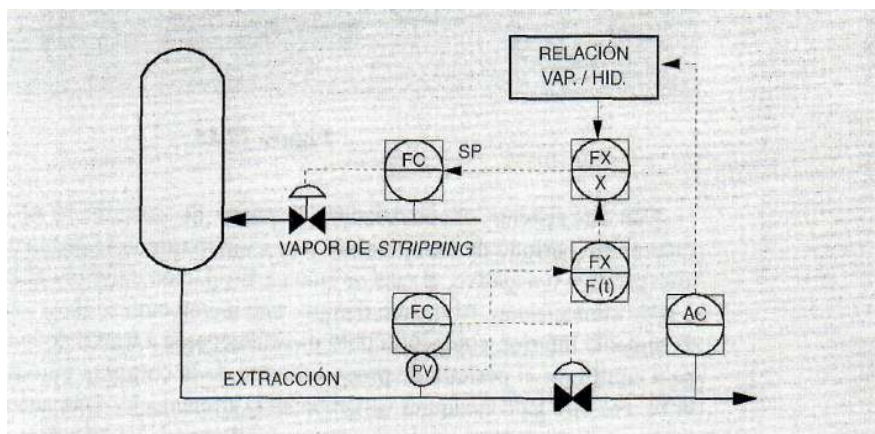 RELACIÓN
VAP. / HID.
FC
SP
FX
X
VAPOR DE STRIPPING
FX
F(t)
FC
AC
PV
EXTRACCIÓN